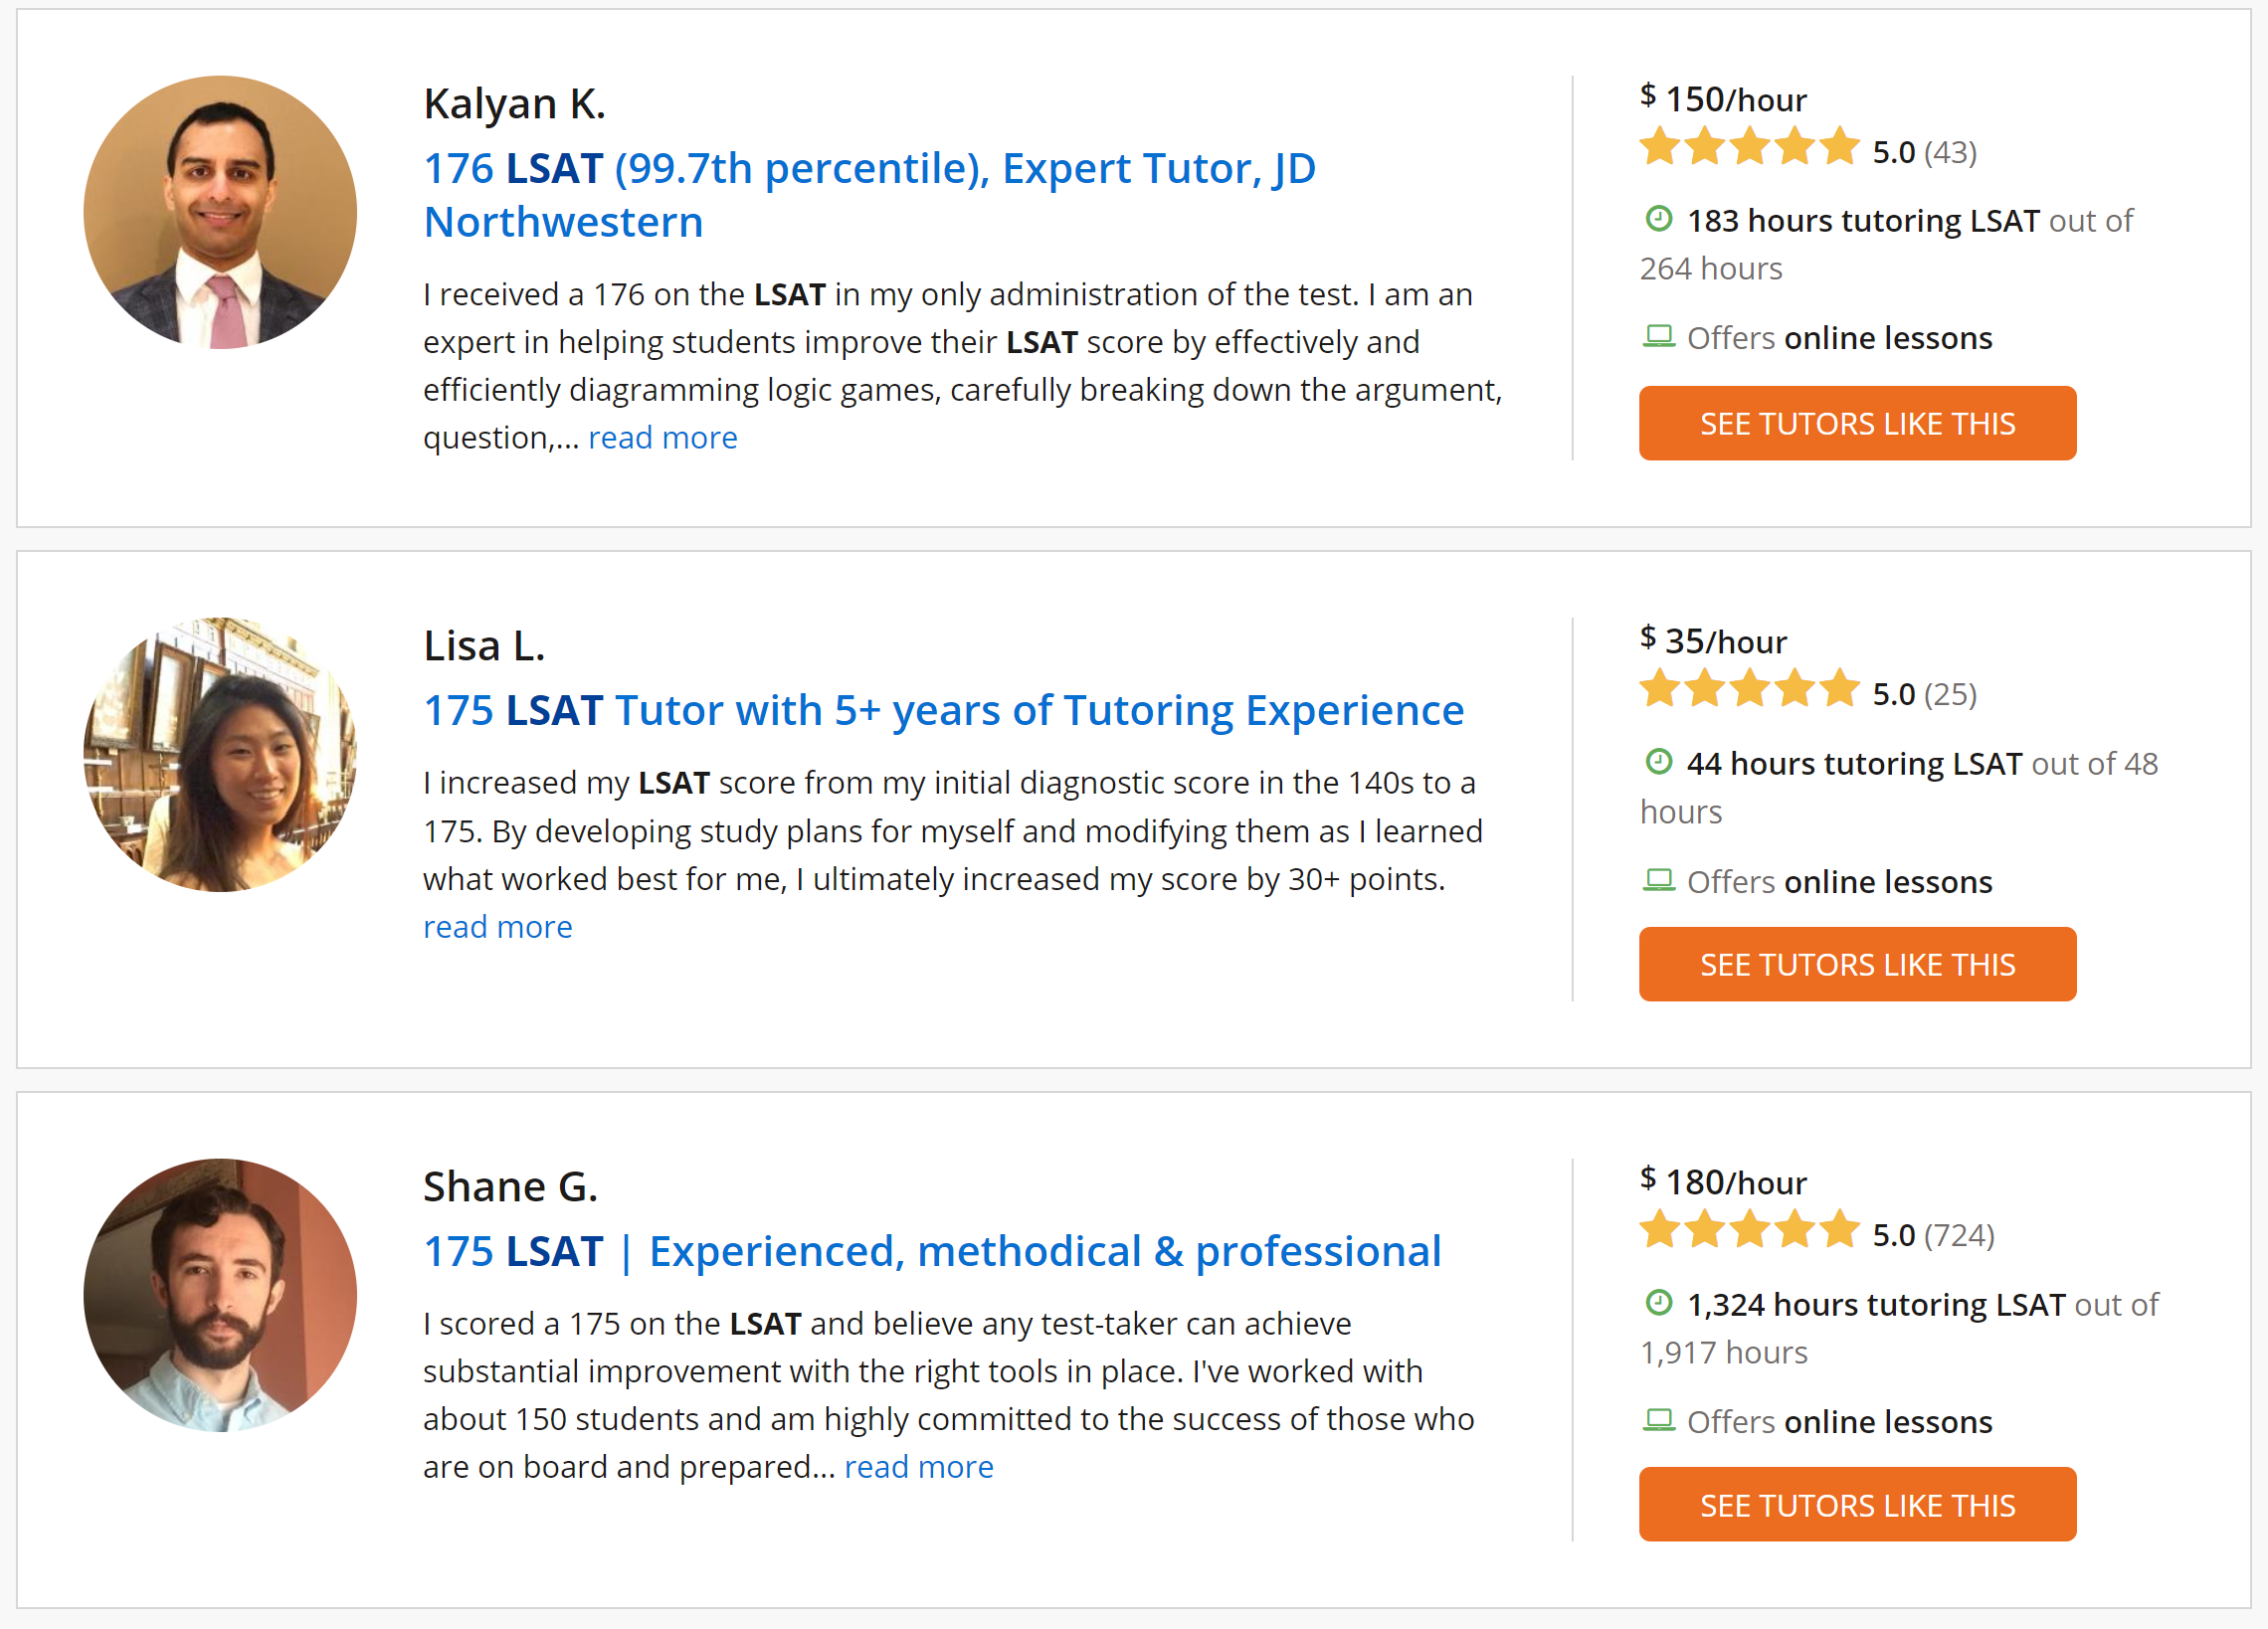 Kalyan K.
176 LSAT (99.7th percentile), Expert Tutor, JD
Northwestern
I received a 176 on the LSAT in my only administration of the test. I am an
expert in helping students improve their LSAT score by effectively and
efficiently diagramming logic games, carefully breaking down the argument,
question,... read more
$ 150/hour
5.0 (43)
183 hours tutoring LSAT out of
264 hours
Offers online lessons
SEE TUTORS LIKE THIS
Lisa L.
175 LSAT Tutor with 5+ years of Tutoring Experience
I increased my LSAT score from my initial diagnostic score in the 140s to a
175. By developing study plans for myself and modifying them as I learned
what worked best for me, I ultimately increased my score by 30+ points.
read more
$ 35/hour
5.0 (25)
44 hours tutoring LSAT out of 48
hours
Offers online lessons
SEE TUTORS LIKE THIS
Shane G.
175 LSAT | Experienced, methodical & professional
I scored a 175 on the LSAT and believe any test-taker can achieve
substantial improvement with the right tools in place. I've worked with
about 150 students and am highly committed to the success of those who
are on board and prepared... read more
$ 180/hour
5.0 (724)
1,324 hours tutoring LSAT out of
1,917 hours
Offers online lessons
SEE TUTORS LIKE THIS